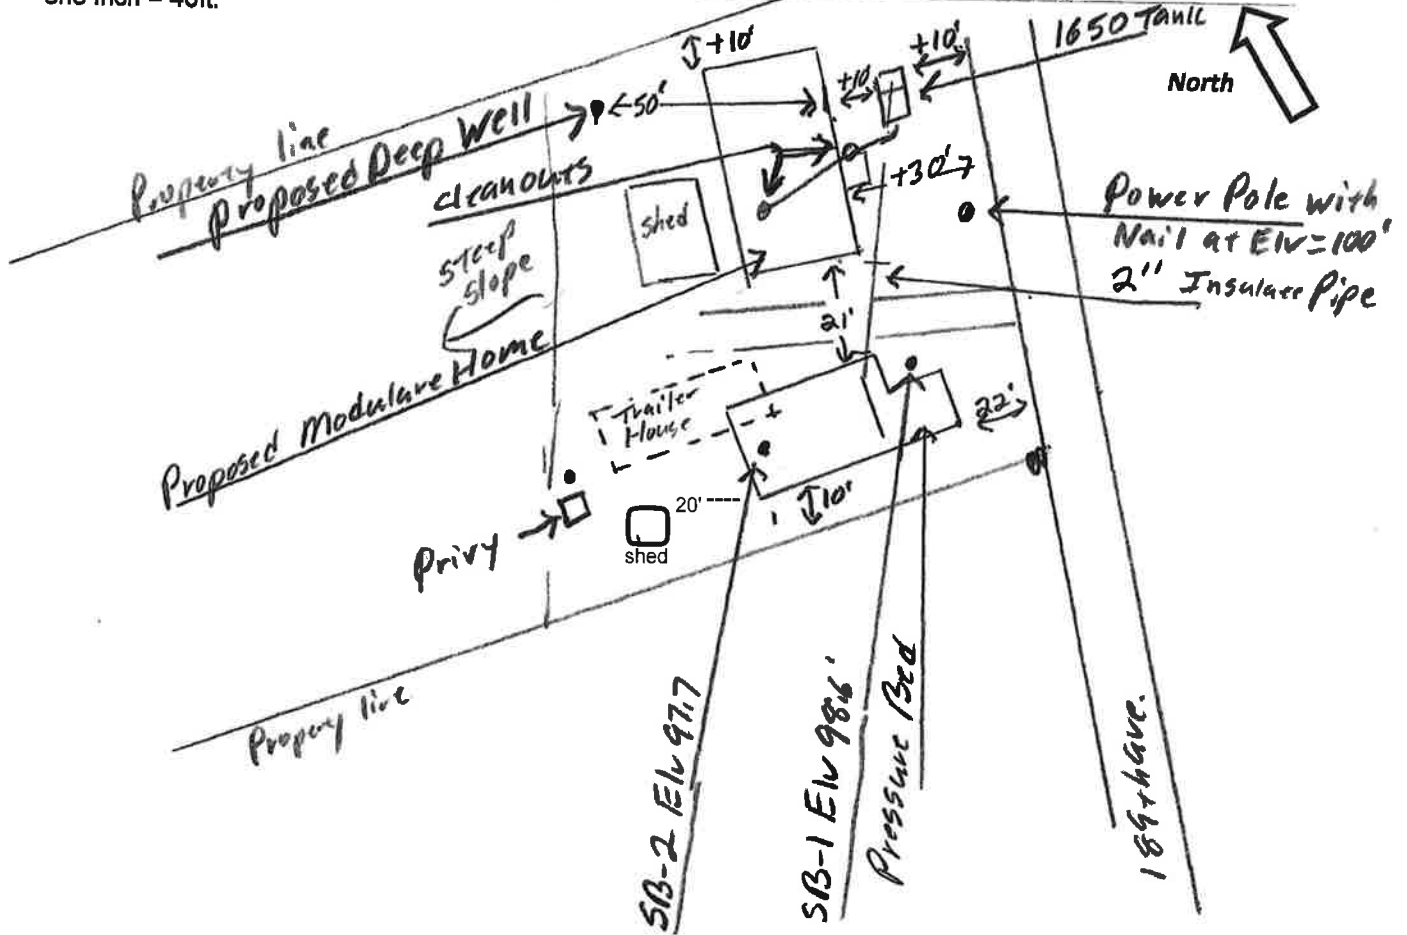 one inch = 40ft.
1650 Tank
+10'
+10'
+10'
North
←50'
Property line
Proposed Deep Well
cleanouts
+30'
shed
Power Pole with
Nail at Elv=100'
2" Insulate Pipe
steep
slope
21'
Proposed Modulare Home
Trailer
House
22'
20' ----
10'
Privy
shed
Propery line
SB-2 Elv 97.7
SB-1 Elv 98.6'
Pressure Bed
189th ave.